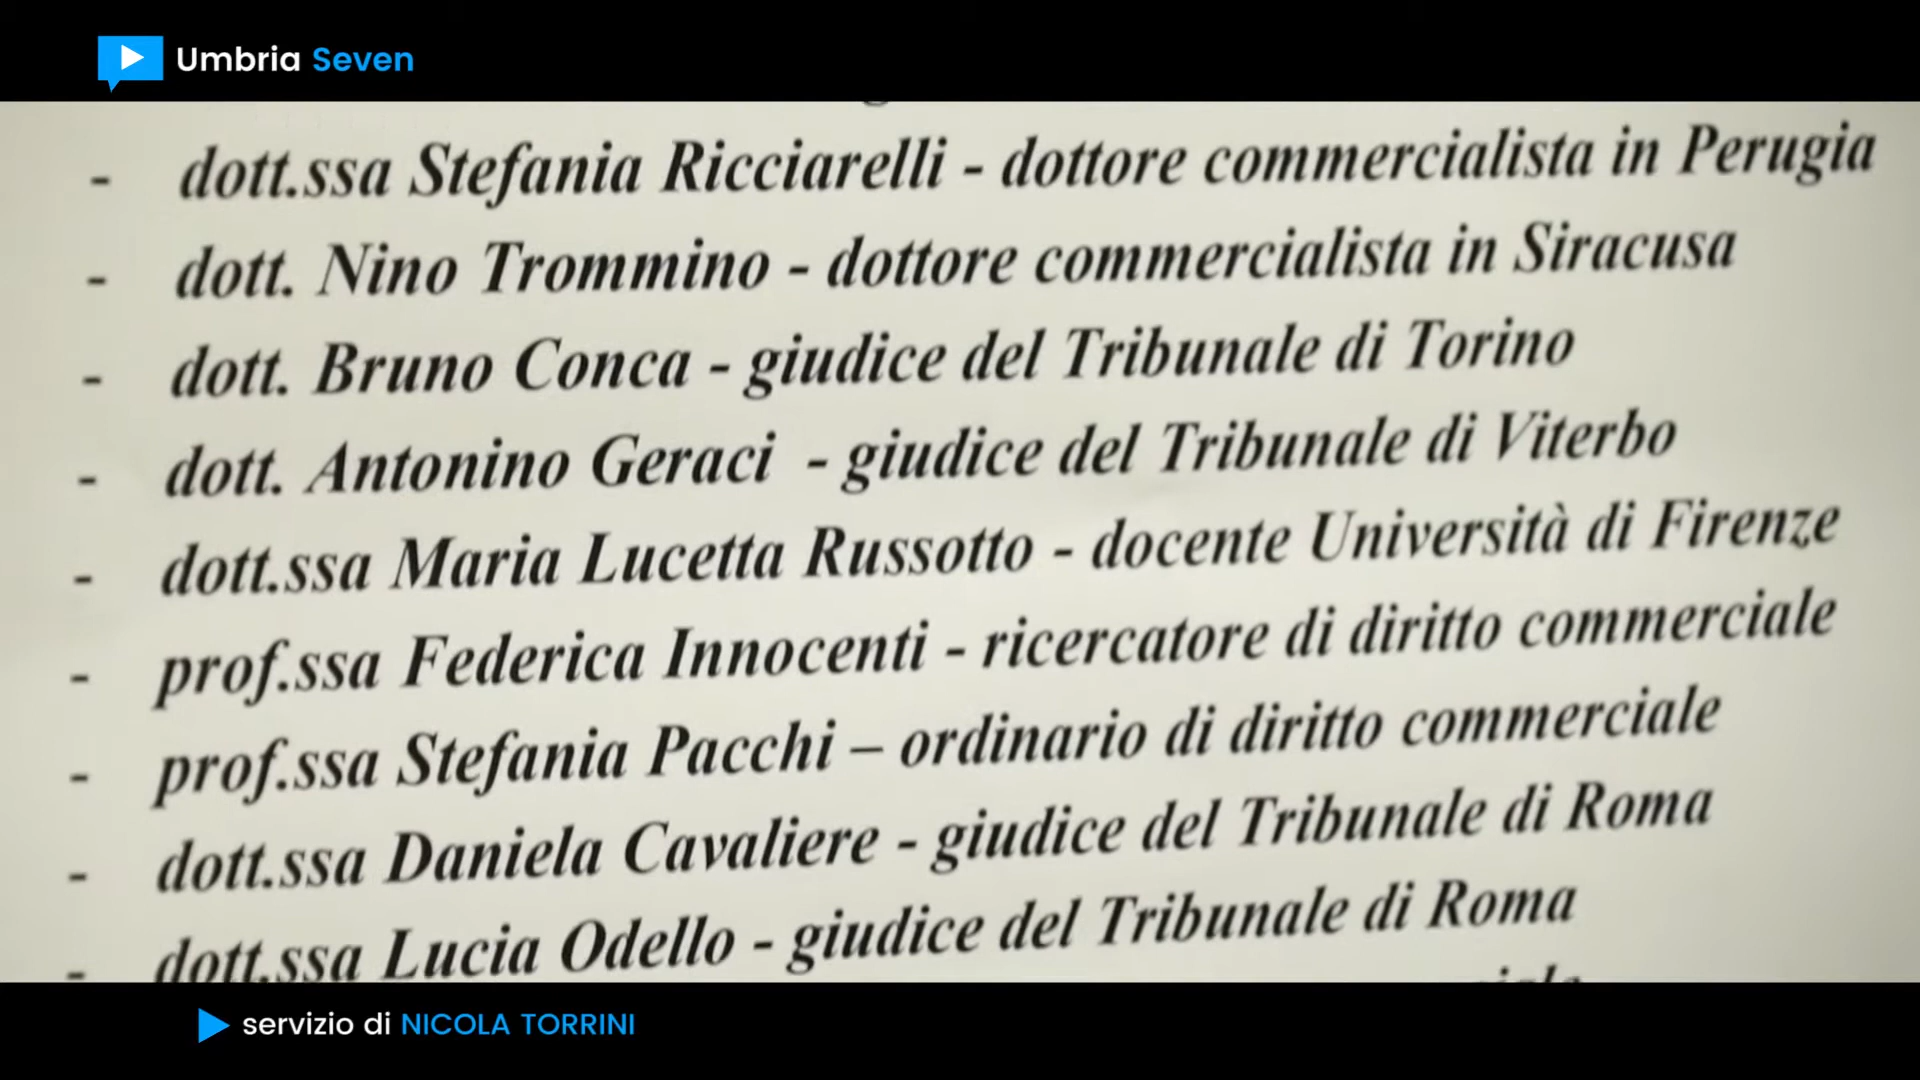 Umbria Seven
- dott.ssa Stefania Ricciarelli - dottore commercialista in Perugia
- dott. Nino Trommino - dottore commercialista in Siracusa
- dott. Bruno Conca - giudice del Tribunale di Torino
- dott. Antonino Geraci - giudice del Tribunale di Viterbo
- dott.ssa Maria Lucetta Russotto - docente Università di Firenze
- prof.ssa Federica Innocenti - ricercatore di diritto commerciale
- prof.ssa Stefania Pacchi – ordinario di diritto commerciale
- dott.ssa Daniela Cavaliere - giudice del Tribunale di Roma
- dott.ssa Lucia Odello - giudice del Tribunale di Roma
servizio di NICOLA TORRINI